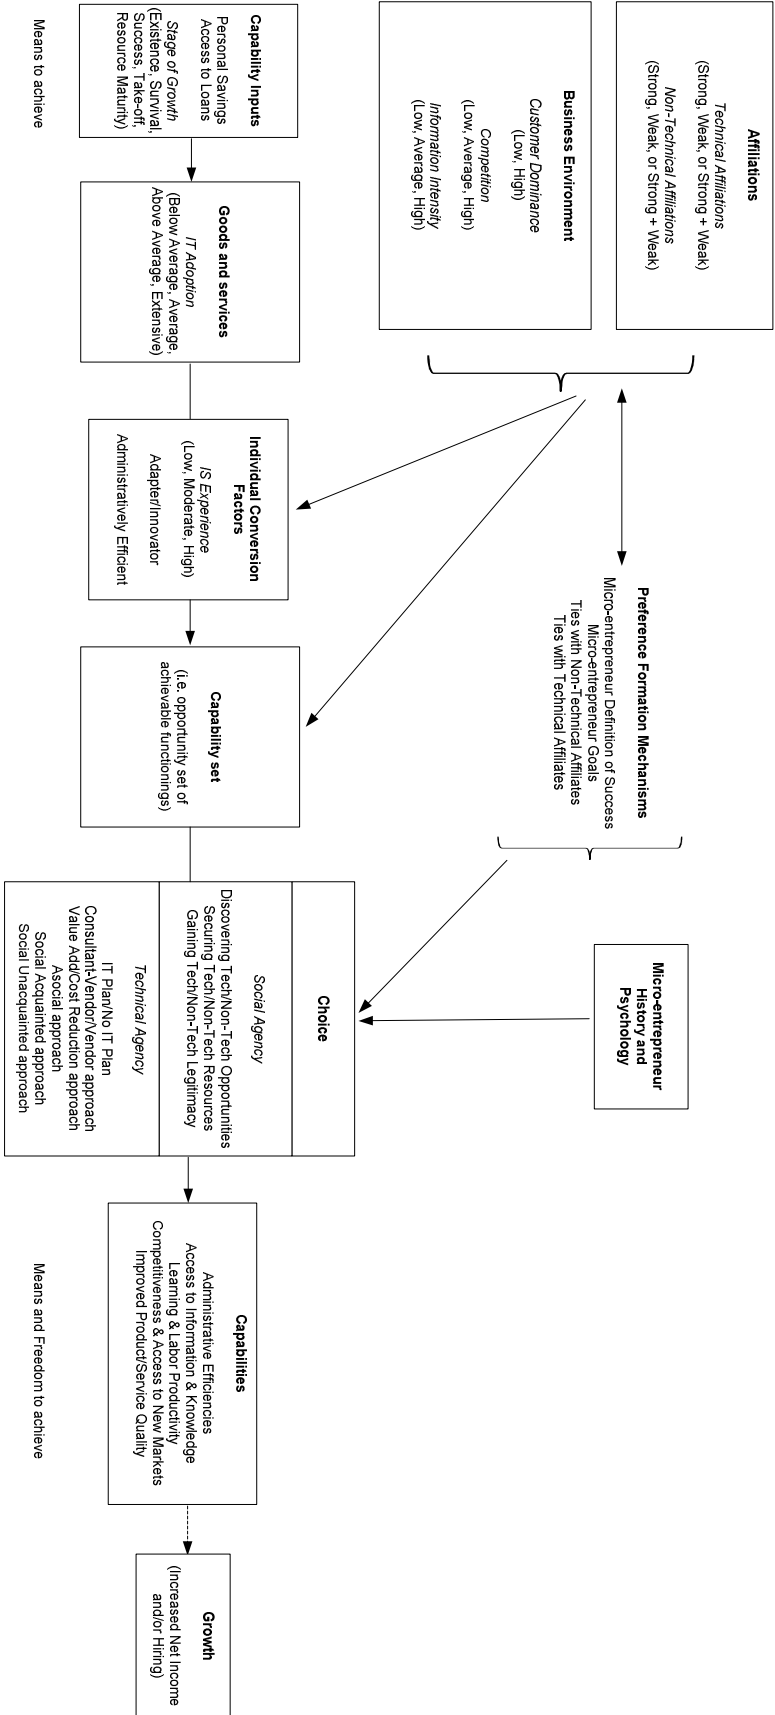 Affiliations
Technical Affiliations
(Strong, Weak, or Strong + Weak)
Non-Technical Affiliations
(Strong, Weak, or Strong + Weak)
Business Environment
Customer Dominance
(Low, High)
Competition
(Low, Average, High)
Information Intensity
(Low, Average, High)
Preference Formation Mechanisms
Micro-entrepreneur Definition of Success
Micro-entrepreneur Goals
Ties with Non-Technical Affiliates
Ties with Technical Affiliates
Micro-entrepreneur
History and
Psychology
Capability Inputs
Personal Savings
Access to Loans
Stage of Growth
(Existence, Survival,
Success, Take-off,
Resource Maturity)
Goods and services
IT Adoption
(Below Average, Average,
Above Average, Extensive)
Individual Conversion
Factors
IS Experience
(Low, Moderate, High)
Adapter/Innovator
Administratively Efficient
Capability set
(i.e. opportunity set of
achievable functionings)
Choice
Social Agency
Discovering Tech/Non-Tech Opportunities
Securing Tech/Non-Tech Resources
Gaining Tech/Non-Tech Legitimacy
Technical Agency
IT Plan/No IT Plan
Consultant-Vendor/Vendor approach
Value Add/Cost Reduction approach
Asocial approach
Social Acquainted approach
Social Unacquainted approach
Capabilities
Administrative Efficiencies
Access to Information & Knowledge
Learning & Labor Productivity
Competitiveness & Access to New Markets
Improved Product/Service Quality
Growth
(Increased Net Income
and/or Hiring)
Means to achieve
Means and Freedom to achieve